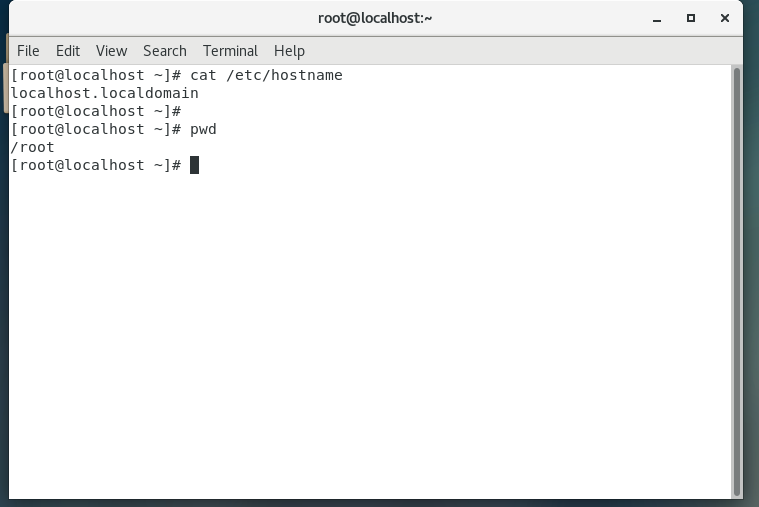 root@localhost:~
File Edit View Search Terminal Help
[root@localhost ~]# cat /etc/hostname
localhost.localdomain
[root@localhost ~]#
[root@localhost ~]# pwd
/root
[root@localhost ~]#